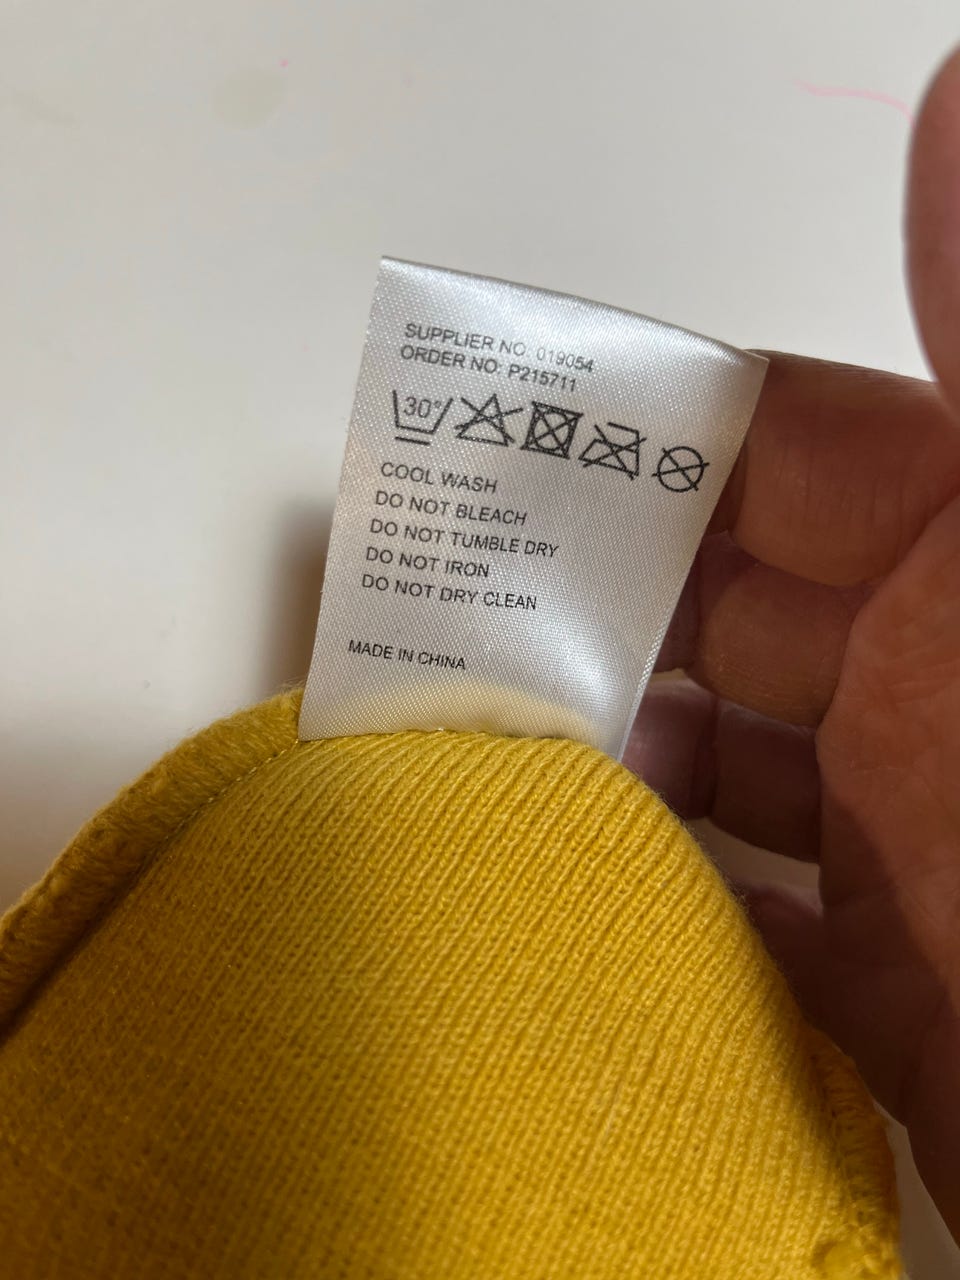 SUPPLIER NO: 019054
ORDER NO: P215711
30°
COOL WASH
DO NOT BLEACH
DO NOT TUMBLE DRY
DO NOT IRON
DO NOT DRY CLEAN
MADE IN CHINA